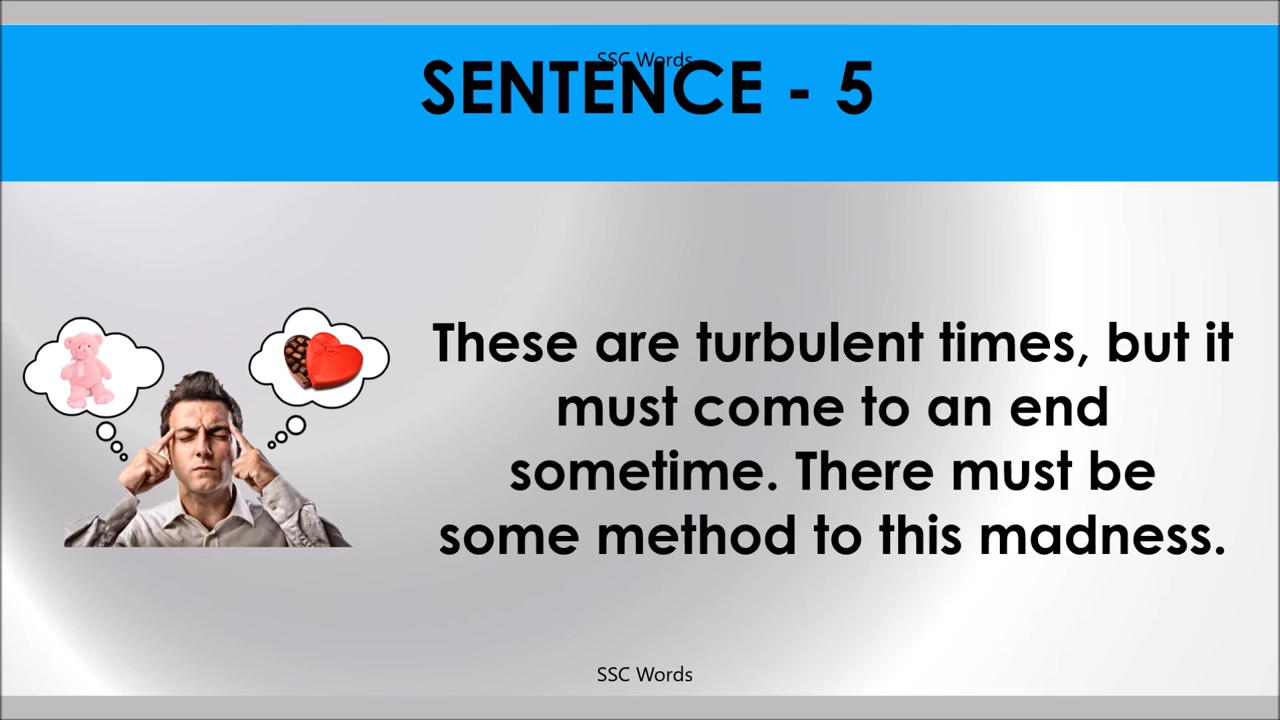 SSC Words
SENTENCE - 5
These are turbulent times, but it
must come to an end
sometime. There must be
some method to this madness.
SSC Words